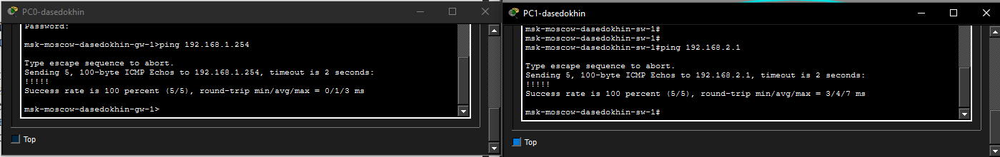 PC0-dasedokhin
Password:
msk-moscow-dasedokhin-gw-1>ping 192.168.1.254
Type escape sequence to abort.
Sending 5, 100-byte ICMP Echos to 192.168.1.254, timeout is 2 seconds:
!!!!!
Success rate is 100 percent (5/5), round-trip min/avg/max = 0/1/3 ms
msk-moscow-dasedokhin-gw-1>
Top
PC1-dasedokhin
msk-moscow-dasedokhin-sw-1#
msk-moscow-dasedokhin-sw-1#
msk-moscow-dasedokhin-sw-1#ping 192.168.2.1
Type escape sequence to abort.
Sending 5, 100-byte ICMP Echos to 192.168.2.1, timeout is 2 seconds:
!!!!!
Success rate is 100 percent (5/5), round-trip min/avg/max = 3/4/7 ms
msk-moscow-dasedokhin-sw-1#
Top